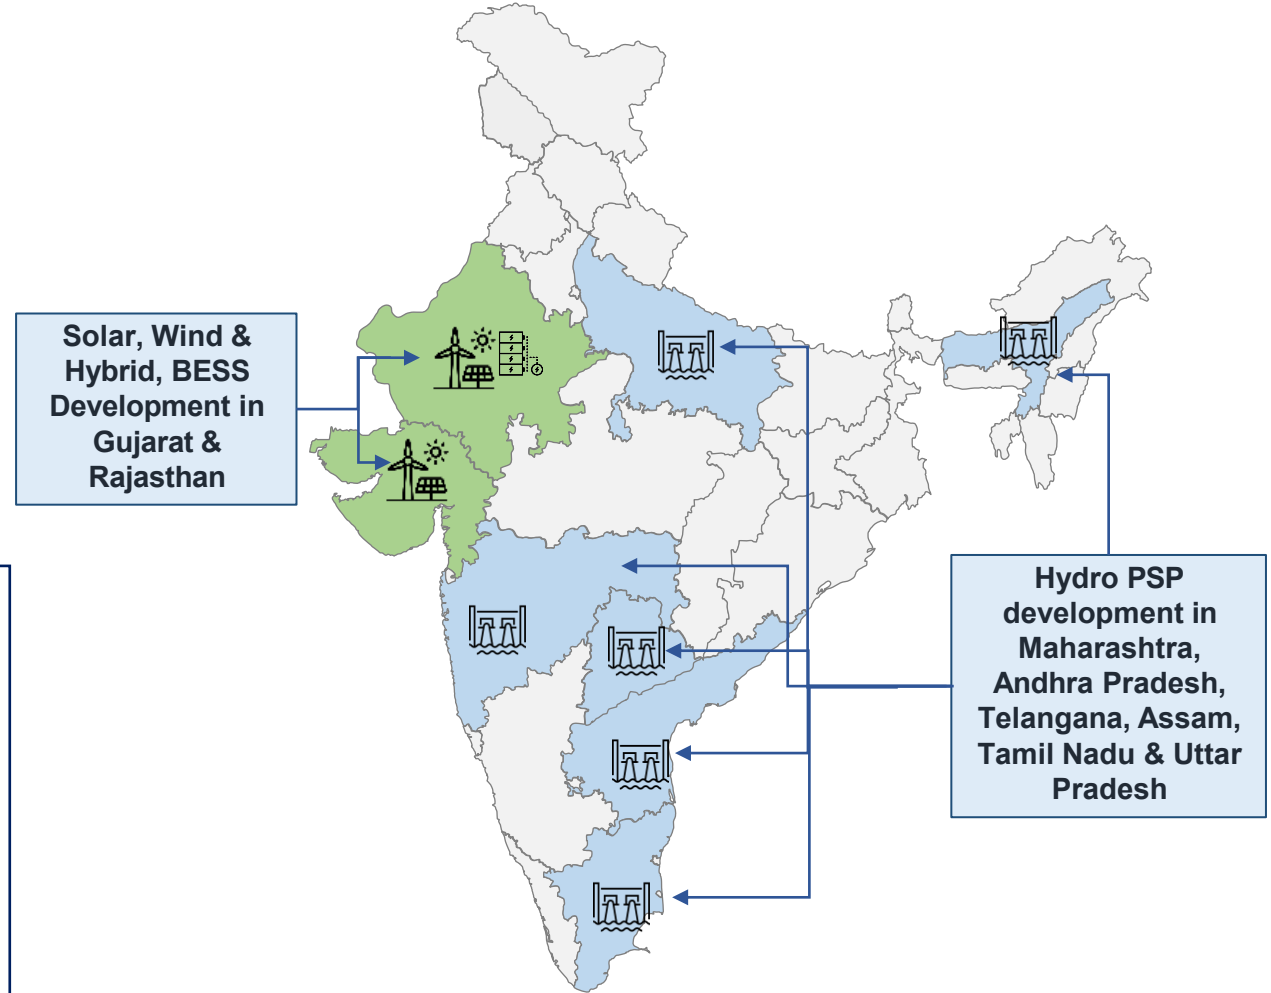 Solar, Wind &
Hybrid, BESS
Development in
Gujarat &
Rajasthan
Hydro PSP
development in
Maharashtra,
Andhra Pradesh,
Telangana, Assam,
Tamil Nadu & Uttar
Pradesh